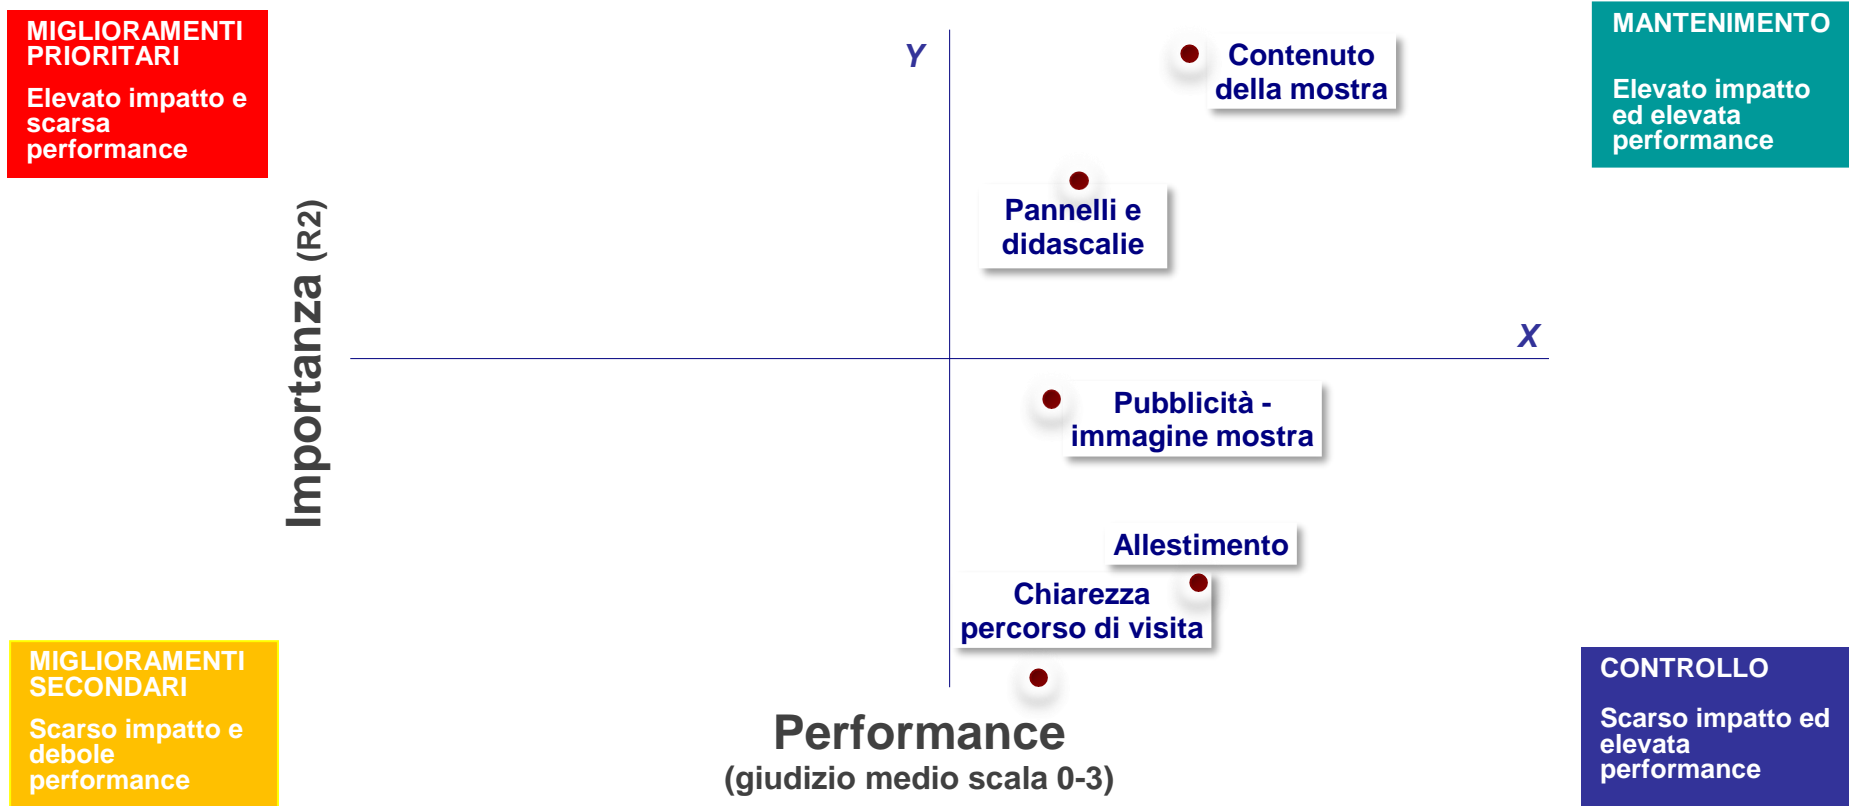 MIGLIORAMENTI
PRIORITARI
Elevato impatto e
scarsa
performance
MANTENIMENTO
Elevato impatto
ed elevata
performance
Y
Contenuto
della mostra
Pannelli e
didascalie
Importanza (R2)
X
Pubblicità -
immagine mostra
Allestimento
Chiarezza
percorso di visita
MIGLIORAMENTI
SECONDARI
Scarso impatto e
debole
performance
Performance
(giudizio medio scala 0-3)
CONTROLLO
Scarso impatto ed
elevata
performance